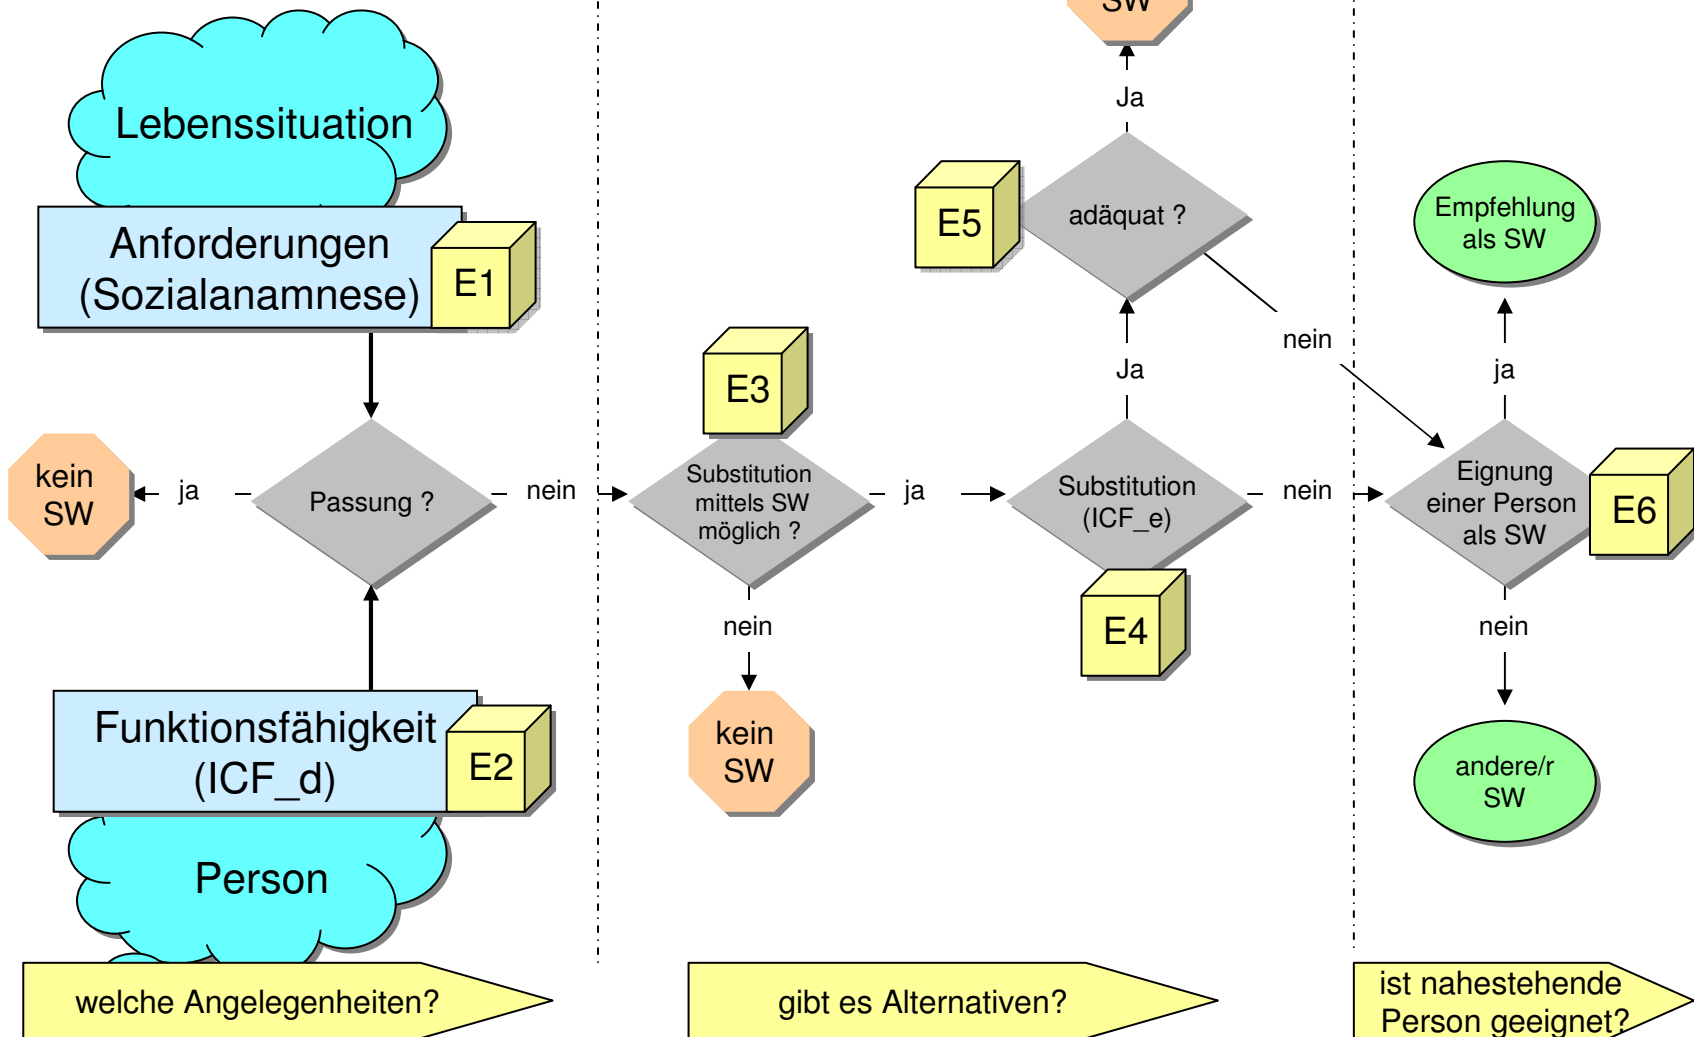 SW
Lebenssituation
Anforderungen
(Sozialanamnese)
E1
Ja
E5
adäquat ?
Empfehlung
als SW
nein
E3
Ja
ja
kein
SW
ja
Passung ?
nein
Substitution
mittels SW
möglich ?
ja
Substitution
(ICF_e)
nein
Eignung
einer Person
als SW
E6
nein
E4
nein
Funktionsfähigkeit
(ICF_d)
E2
kein
SW
andere/r
SW
Person
welche Angelegenheiten?
gibt es Alternativen?
ist nahestehende
Person geeignet?